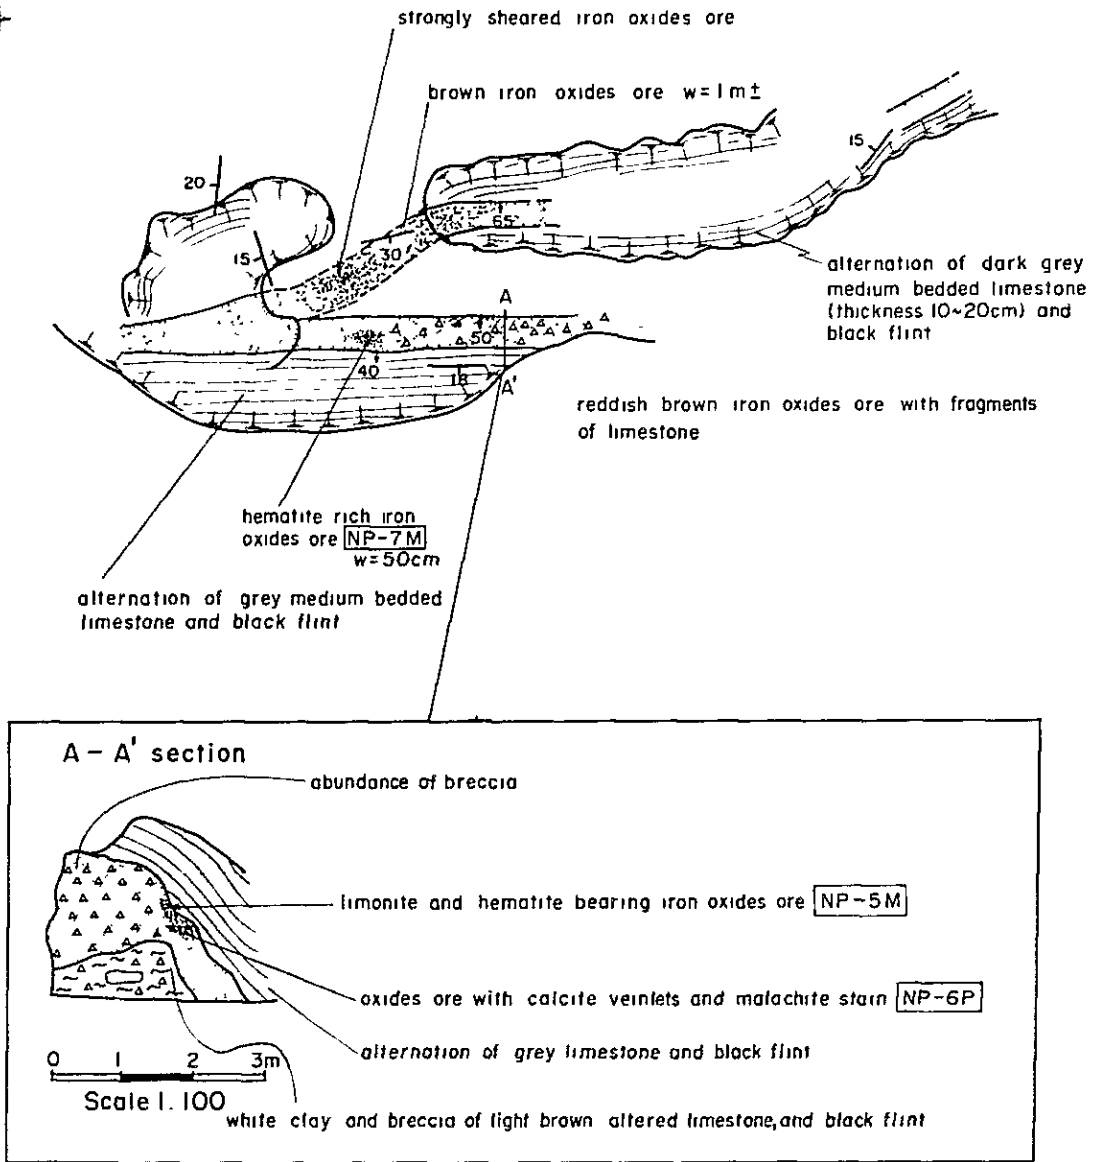 strongly sheared iron oxides ore
brown iron oxides ore w=1m±
20
15
15
65
30
alternation of dark grey
medium bedded limestone
(thickness 10~20cm) and
black flint
A
50
40
18
A'
reddish brown iron oxides ore with fragments
of limestone
hematite rich iron
oxides ore NP-7M
w=50cm
alternation of grey medium bedded
limestone and black flint
A - A' section
abundance of breccia
limonite and hematite bearing iron oxides ore NP-5M
oxides ore with calcite veinlets and malachite stain NP-6P
alternation of grey limestone and black flint
0 1 2 3m
Scale 1.100
white clay and breccia of light brown altered limestone, and black flint